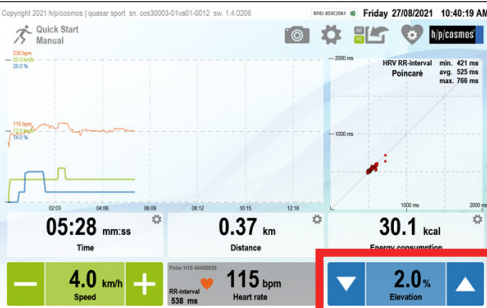 Copyright 2021 h/p/cosmos | quasar sport sn. cos30003-01va01-0012 sw. 1.4.0206
Friday 27/08/2021 10:40:19 AM
Quick Start
Manual
h/p/cosmos
230 bpm
25.0 km/h
28.0 %
115 bpm
12.5 km/h
14.0 %
02:03 04:06 06:09 08:12 10:15 12:18
2000 ms
HRV RR-interval
Poincaré
min. 421 ms
avg. 525 ms
max. 766 ms
1000 ms
1000 ms 2000 ms
05:28 mm:ss
Time
0.37 km
Distance
30.1 kcal
Energy consumption
4.0 km/h
Speed
RR-interval
538 ms
115 bpm
Heart rate
2.0 %
Elevation